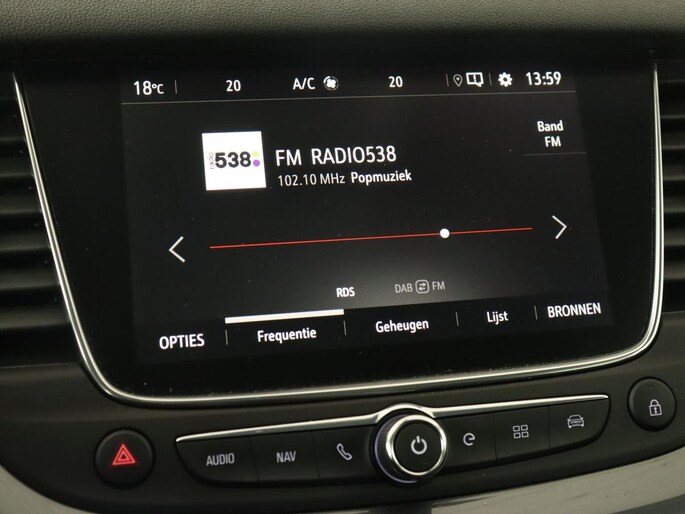 18°C 20 A/C 20 13:59
radio 538
FM RADIO538
102.10 MHz Popmuziek
Band
FM
RDS DAB FM
OPTIES Frequentie Geheugen Lijst BRONNEN
AUDIO NAV